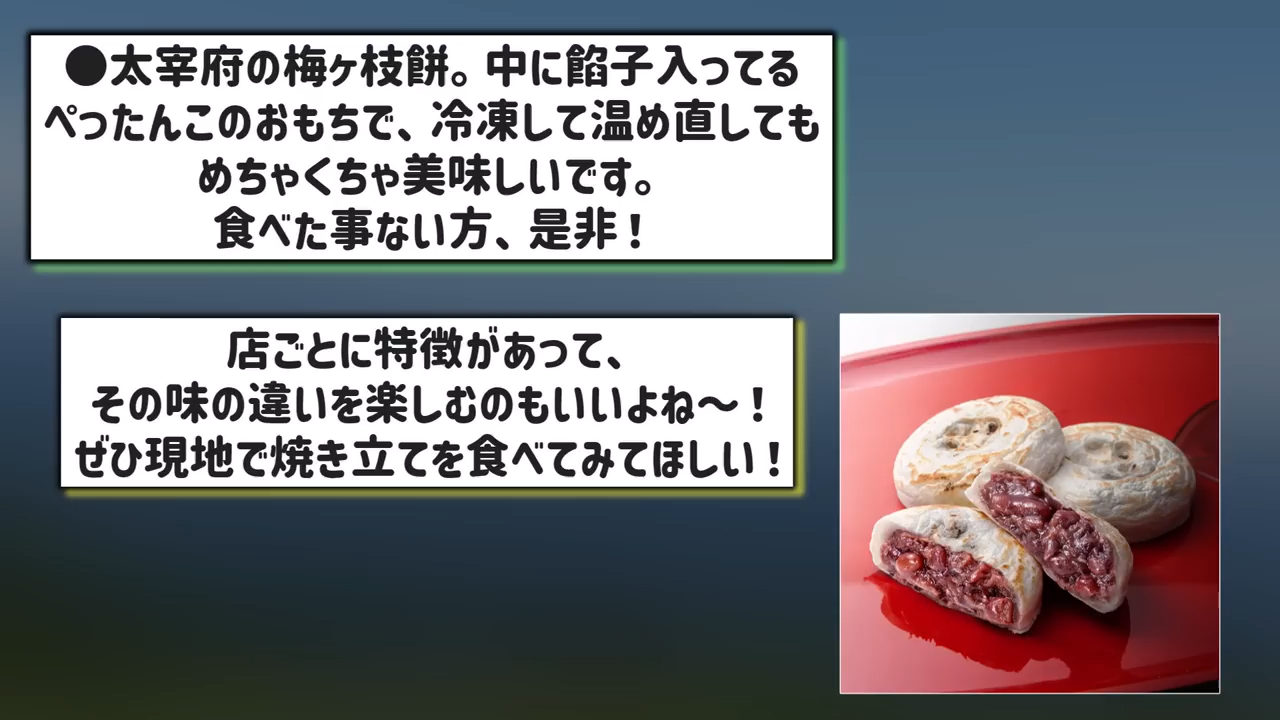 ●太宰府の梅ヶ枝餅。中に餡子入ってる
ぺったんこのおもちで、冷凍して温め直しても
めちゃくちゃ美味しいです。
食べた事ない方、是非！
店ごとに特徴があって、
その味の違いを楽しむのもいいよね～！
ぜひ現地で焼き立てを食べてみてほしい！